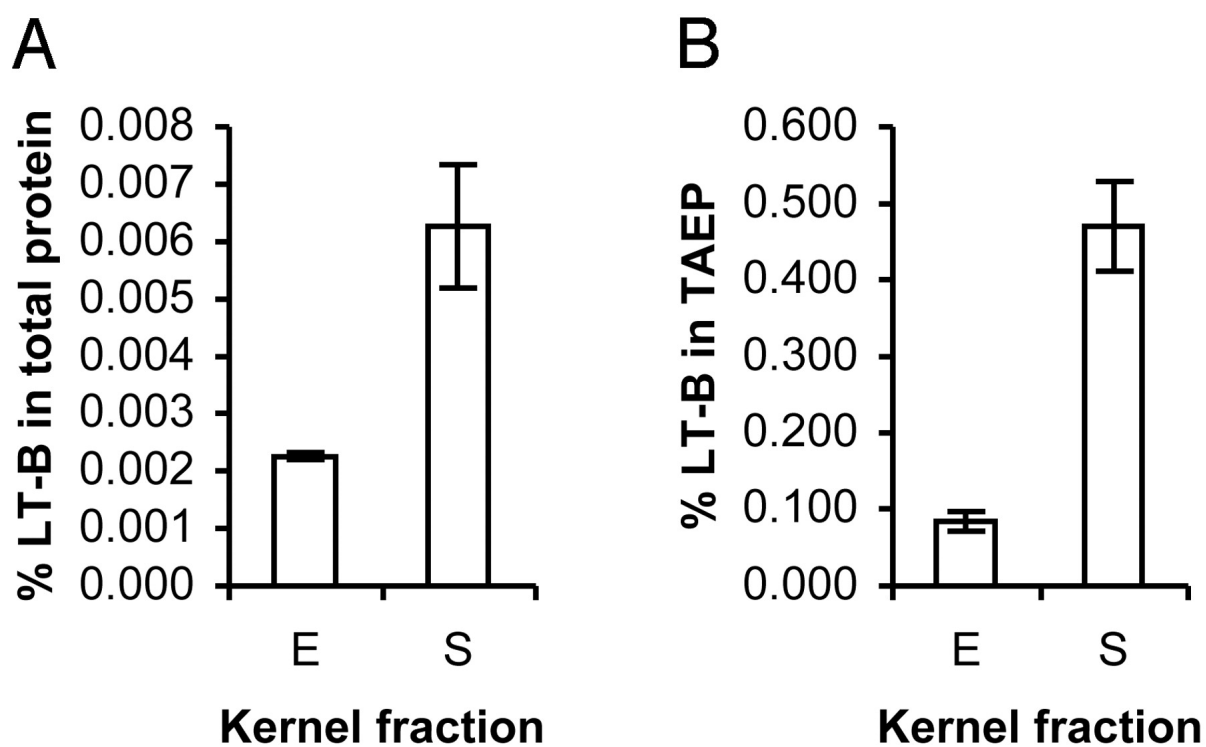 A
% LT-B in total protein
0.008
0.007
0.006
0.005
0.004
0.003
0.002
0.001
0.000
E S
Kernel fraction
B
% LT-B in TAEP
0.600
0.500
0.400
0.300
0.200
0.100
0.000
E S
Kernel fraction